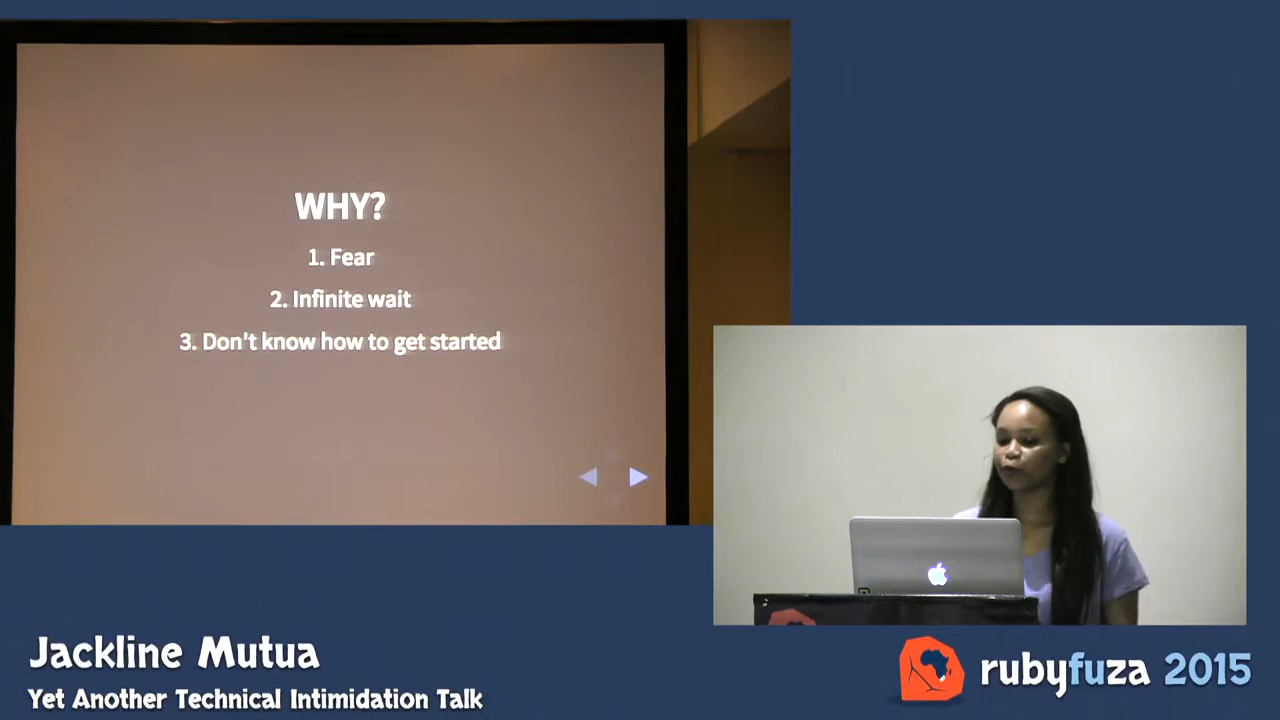 WHY?
1. Fear
2. Infinite wait
3. Don't know how to get started
Jackline Mutua
Yet Another Technical Intimidation Talk
rubyfuza 2015